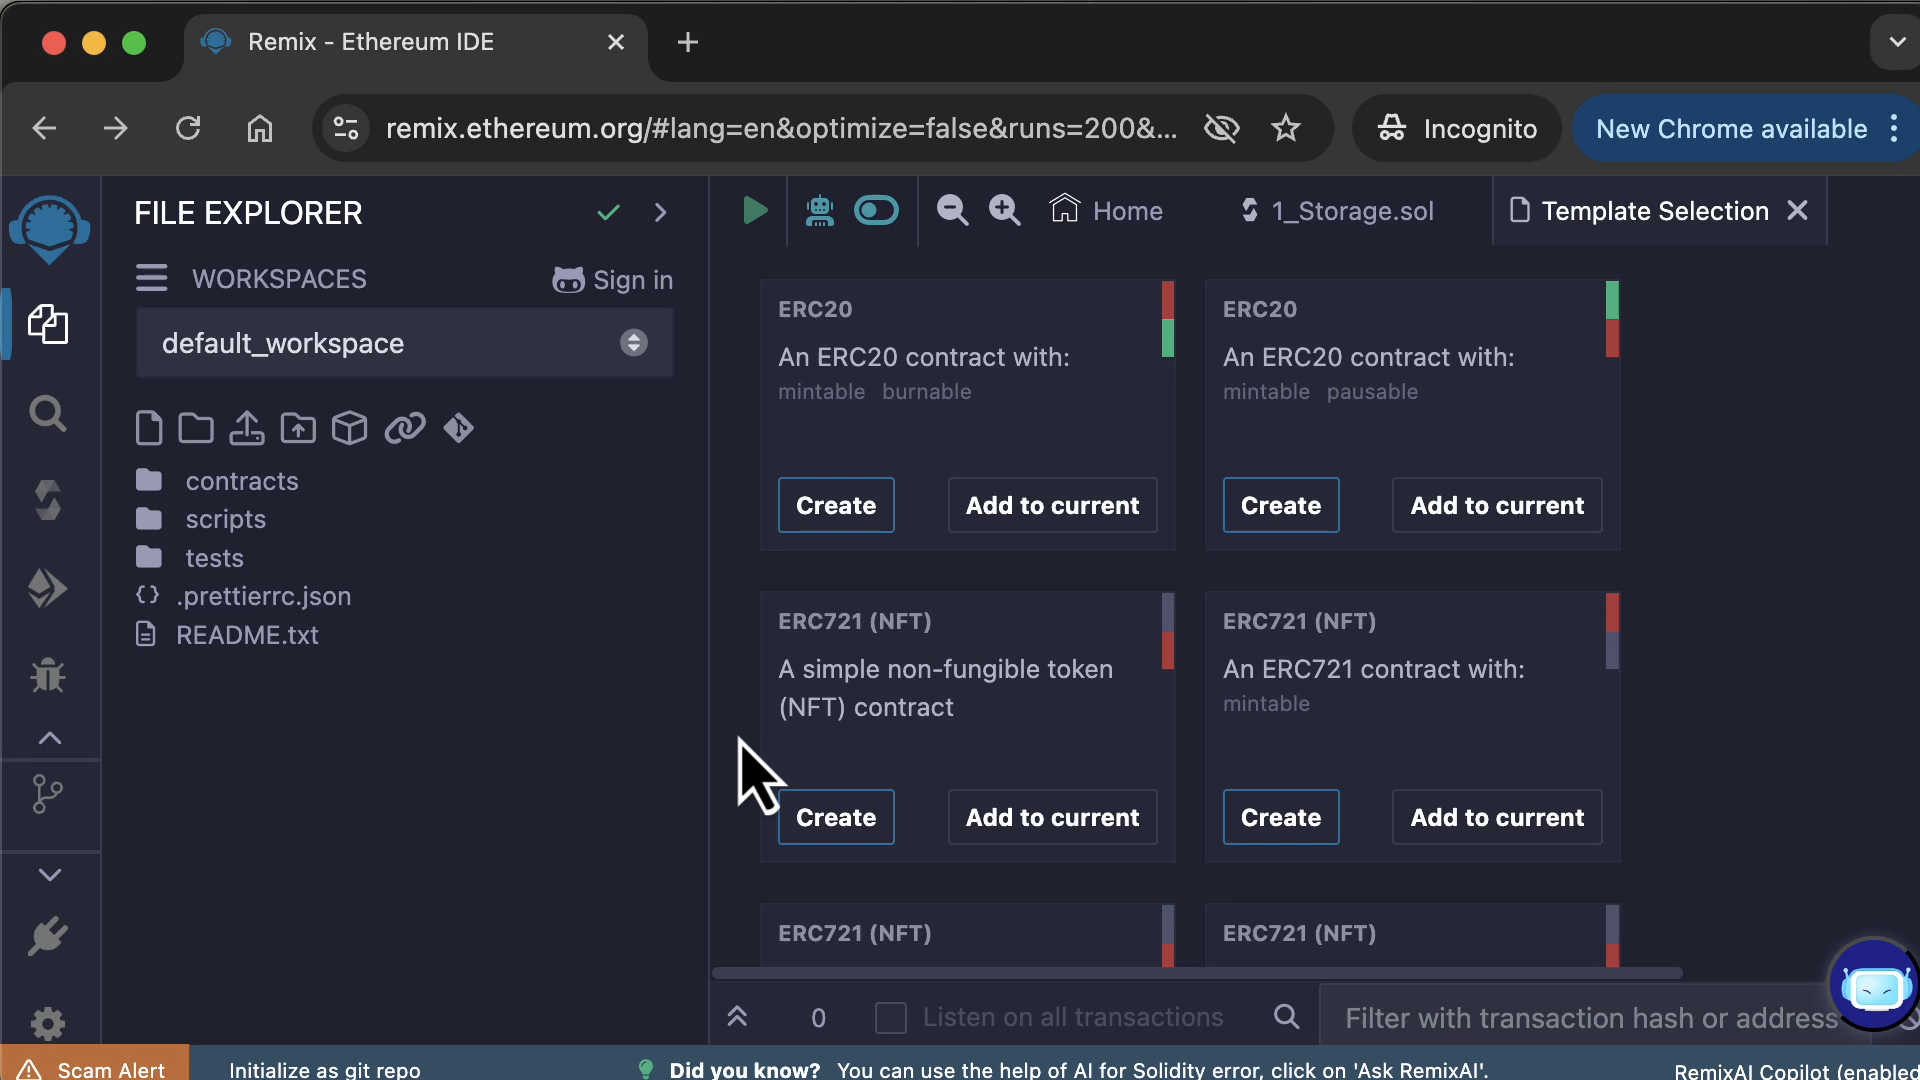 Remix - Ethereum IDE
remix.ethereum.org/#lang=en&optimize=false&runs=200&...
Incognito
New Chrome available
FILE EXPLORER
WORKSPACES
Sign in
default_workspace
contracts
scripts
tests
.prettierrc.json
README.txt
Home
1_Storage.sol
Template Selection
ERC20
An ERC20 contract with:
mintable burnable
Create
Add to current
ERC20
An ERC20 contract with:
mintable pausable
Create
Add to current
ERC721 (NFT)
A simple non-fungible token
(NFT) contract
Create
Add to current
ERC721 (NFT)
An ERC721 contract with:
mintable
Create
Add to current
ERC721 (NFT)
ERC721 (NFT)
0
Listen on all transactions
Filter with transaction hash or address
Scam Alert
Initialize as git repo
Did you know? You can use the help of AI for Solidity error, click on 'Ask RemixAI'.
RemixAI Copilot (enabled